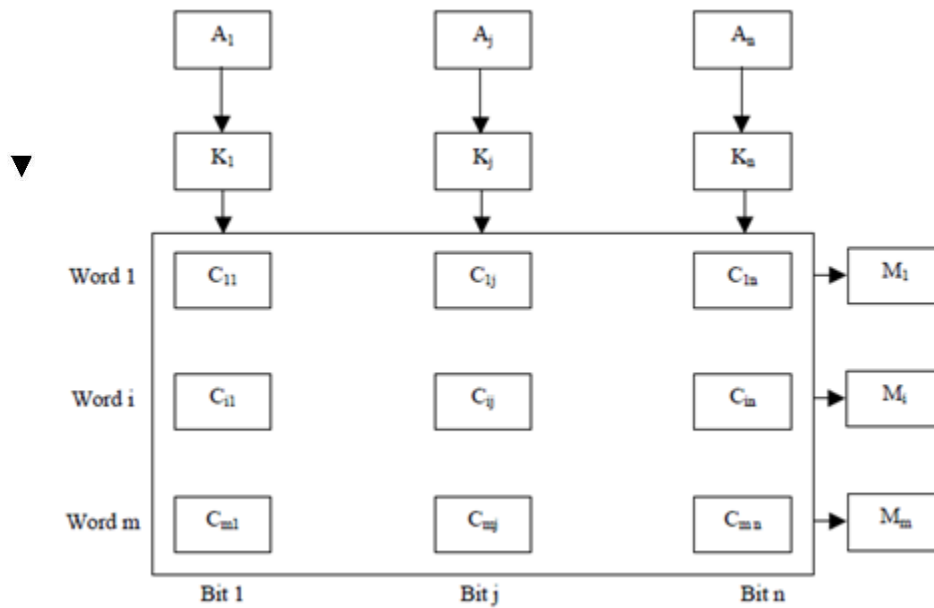 A₁ Aⱼ Aₙ
K₁ Kⱼ Kₙ
Word 1 C₁₁ C₁ⱼ C₁ₙ M₁
Word i Cᵢ₁ Cᵢⱼ Cᵢₙ Mᵢ
Word m Cₘ₁ Cₘⱼ Cₘₙ Mₘ
Bit 1 Bit j Bit n